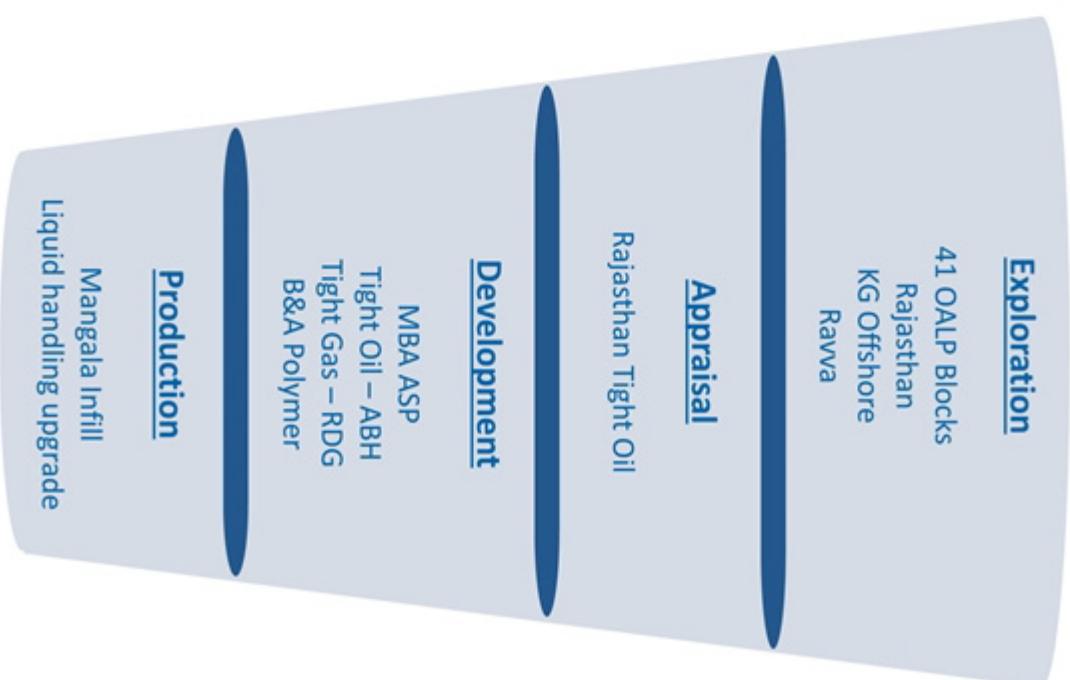 Exploration
41 OALP Blocks
Rajasthan
KG Offshore
Ravva
Appraisal
Rajasthan Tight Oil
Development
MBA ASP
Tight Oil – ABH
Tight Gas – RDG
B&A Polymer
Production
Mangala Infill
Liquid handling upgrade